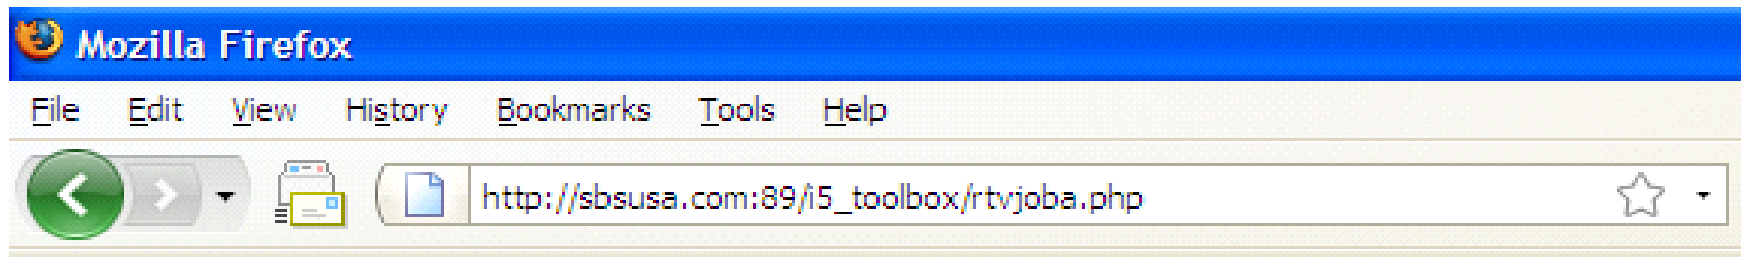 Mozilla Firefox
File Edit View History Bookmarks Tools Help
http://sbsusa.com:89/i5_toolbox/rtvjoba.php